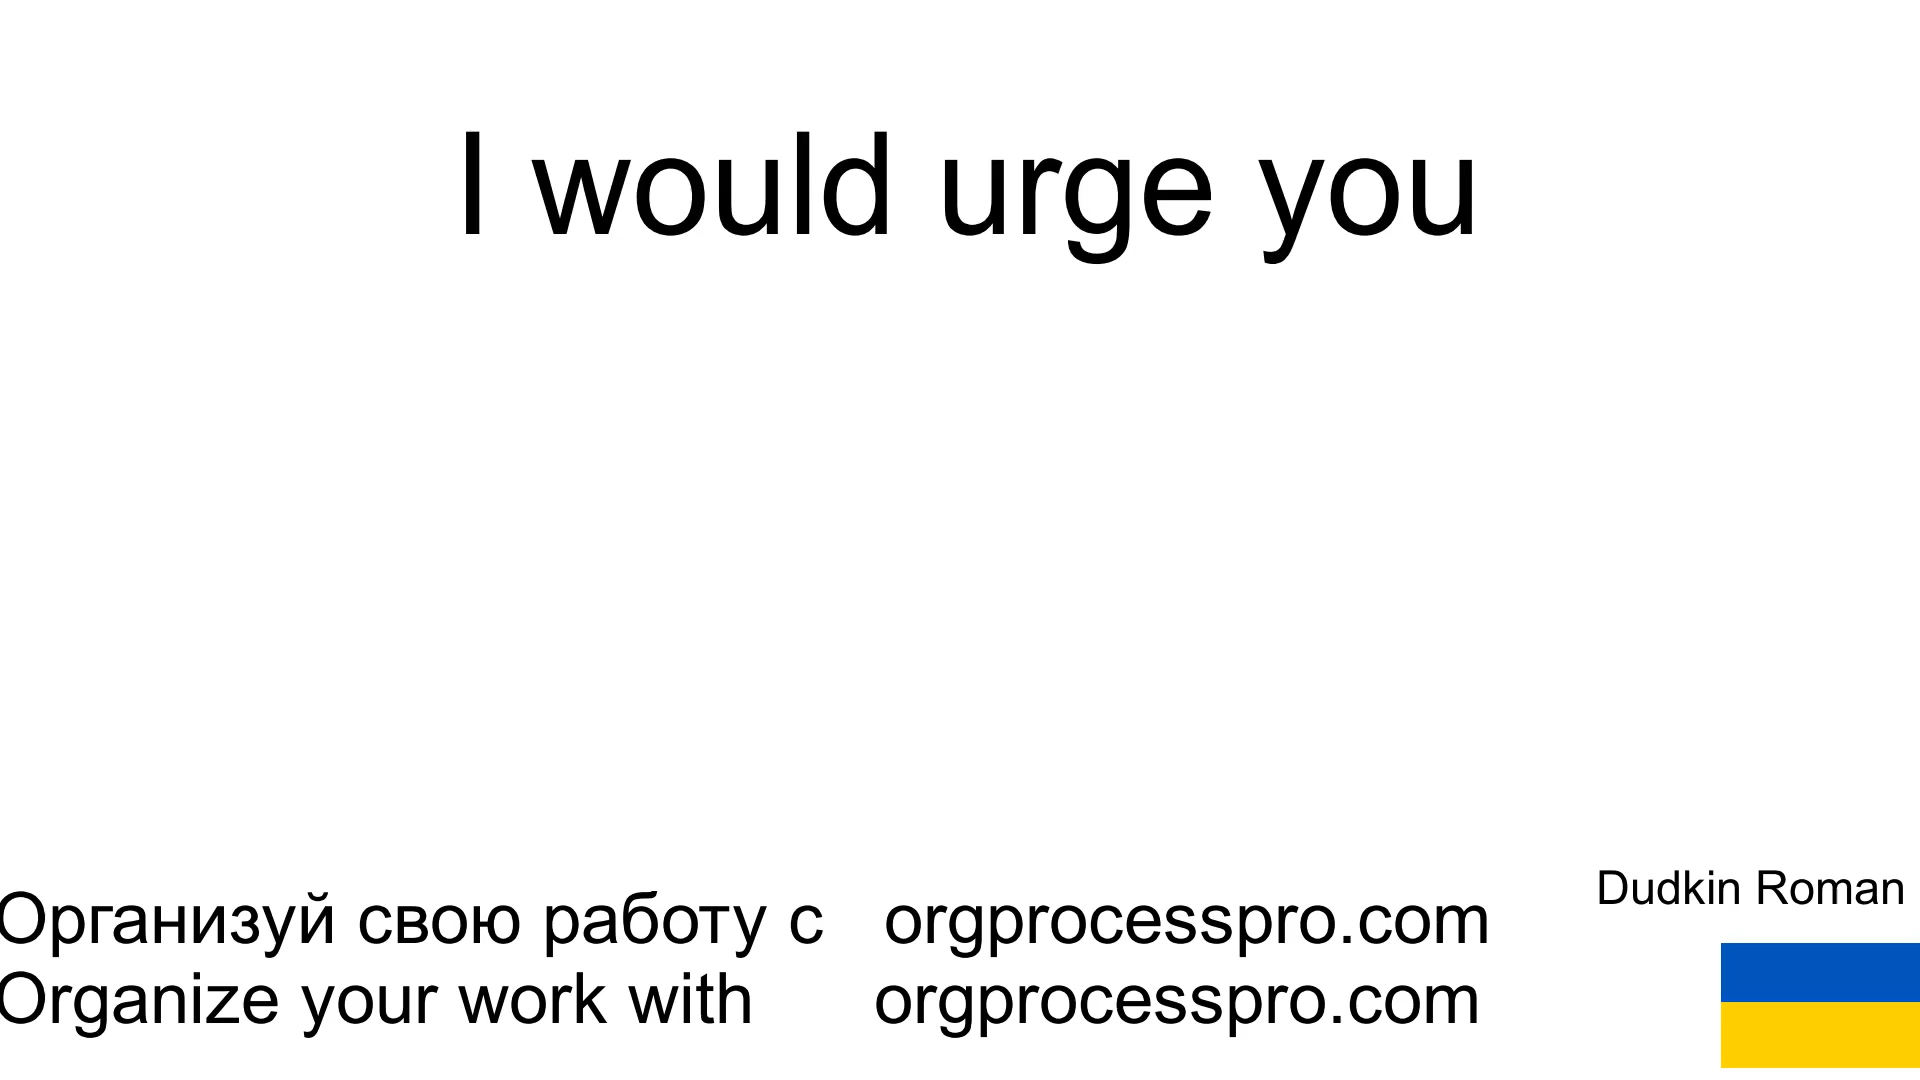 I would urge you
Dudkin Roman
Организуй свою работу с orgprocesspro.com
Organize your work with orgprocesspro.com